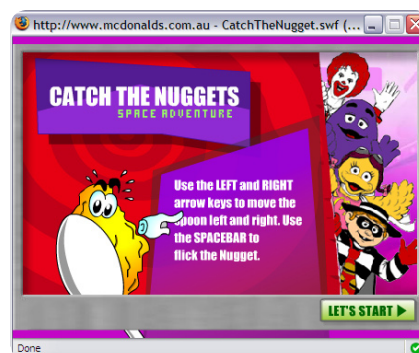 http://www.mcdonalds.com.au - CatchTheNugget.swf (...
CATCH THE NUGGETS
SPACE ADVENTURE
Use the LEFT and RIGHT
arrow keys to move the
spoon left and right. Use
the SPACEBAR to
flick the Nugget.
LET'S START
Done